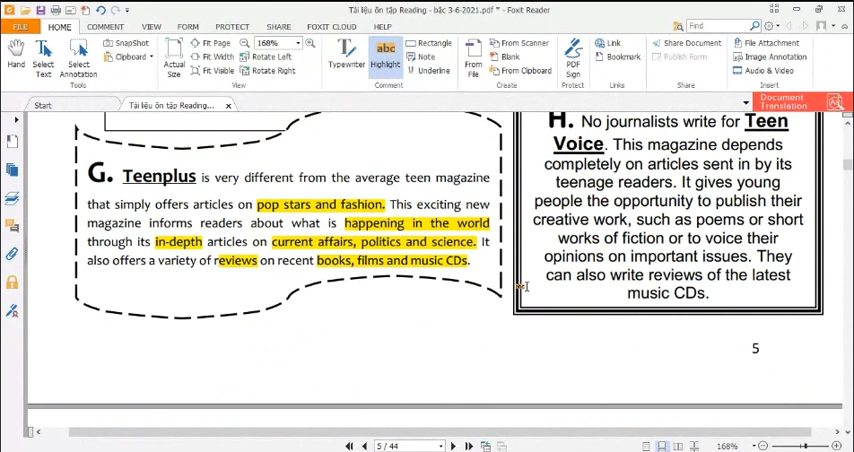 Tài liệu ôn tập Reading - bậc 3-6-2021.pdf * - Foxit Reader
FILE HOME COMMENT VIEW FORM PROTECT SHARE FOXIT CLOUD HELP
Find
Hand
Select Text
Select Annotation
SnapShot
Clipboard
Tools
Actual Size
Fit Page
Fit Width
Fit Visible
168%
Rotate Left
Rotate Right
View
Typewriter
Highlight
Rectangle
Note
Underline
Comment
From File
From Scanner
Blank
From Clipboard
Create
PDF Sign
Protect
Link
Bookmark
Links
Share Document
Publish Form
Share
File Attachment
Image Annotation
Audio & Video
Insert
Start
Tài liệu ôn tập Reading...
Document Translation
G. Teenplus is very different from the average teen magazine
that simply offers articles on pop stars and fashion. This exciting new
magazine informs readers about what is happening in the world
through its in-depth articles on current affairs, politics and science. It
also offers a variety of reviews on recent books, films and music CDs.
H. No journalists write for Teen
Voice. This magazine depends
completely on articles sent in by its
teenage readers. It gives young
people the opportunity to publish their
creative work, such as poems or short
works of fiction or to voice their
opinions on important issues. They
can also write reviews of the latest
music CDs.
5
5 / 44
168%